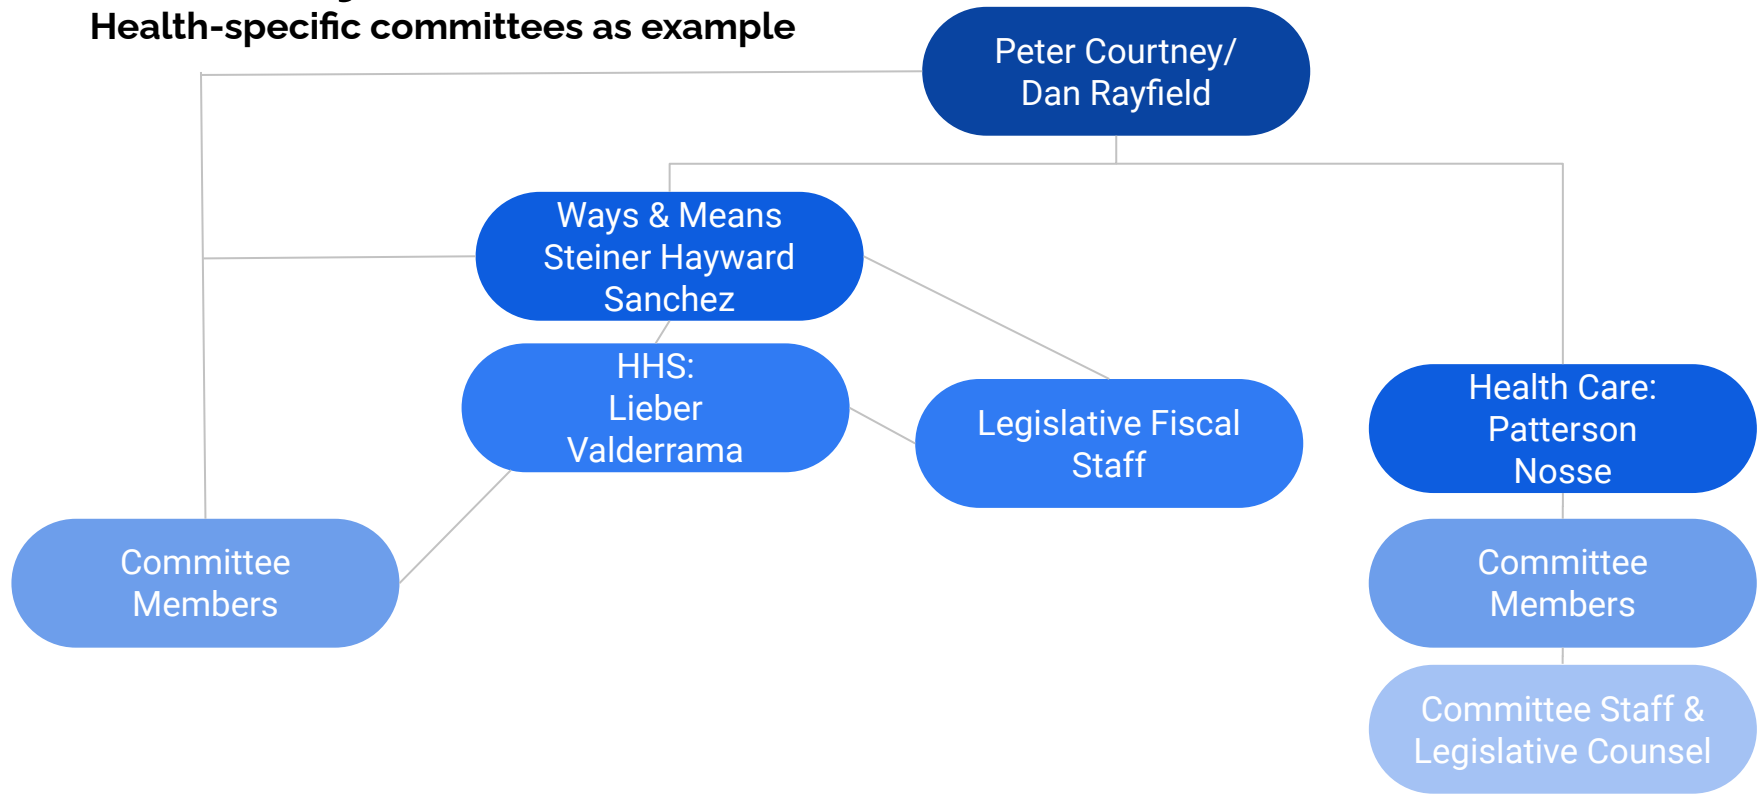 Health-specific committees as example
Peter Courtney/
Dan Rayfield
Ways & Means
Steiner Hayward
Sanchez
HHS:
Lieber
Valderrama
Legislative Fiscal
Staff
Health Care:
Patterson
Nosse
Committee
Members
Committee
Members
Committee Staff &
Legislative Counsel